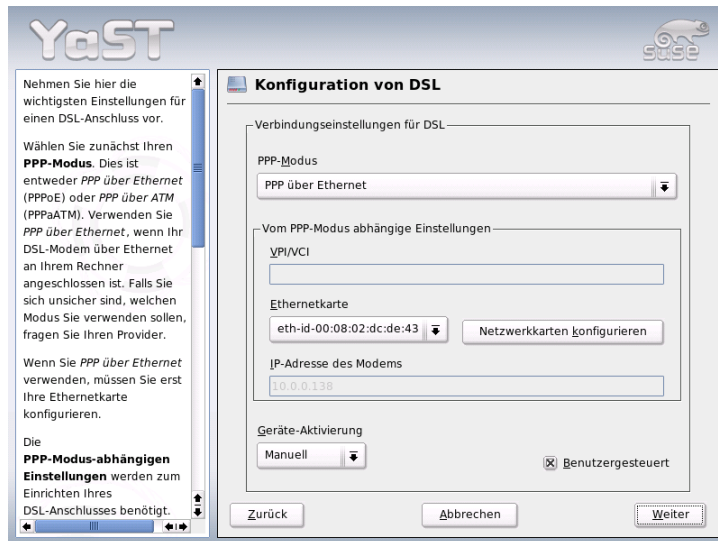 YaST
SUSE
Nehmen Sie hier die
wichtigsten Einstellungen für
einen DSL-Anschluss vor.
Wählen Sie zunächst Ihren
PPP-Modus. Dies ist
entweder PPP über Ethernet
(PPPoE) oder PPP über ATM
(PPPaATM). Verwenden Sie
PPP über Ethernet, wenn Ihr
DSL-Modem über Ethernet
an Ihrem Rechner
angeschlossen ist. Falls Sie
sich unsicher sind, welchen
Modus Sie verwenden sollen,
fragen Sie Ihren Provider.
Wenn Sie PPP über Ethernet
verwenden, müssen Sie erst
Ihre Ethernetkarte
konfigurieren.
Die
PPP-Modus-abhängigen
Einstellungen werden zum
Einrichten Ihres
DSL-Anschlusses benötigt.
Konfiguration von DSL
Verbindungseinstellungen für DSL
PPP-Modus
PPP über Ethernet
Vom PPP-Modus abhängige Einstellungen
VPI/VCI
Ethernetkarte
eth-id-00:08:02:dc:de:43
Netzwerkkarten konfigurieren
IP-Adresse des Modems
10.0.0.138
Geräte-Aktivierung
Manuell
Benutzergesteuert
Zurück
Abbrechen
Weiter